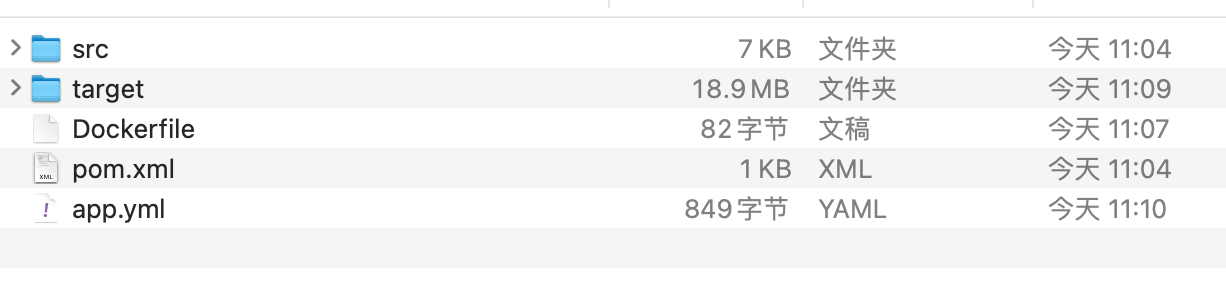 src 7 KB 文件夹 今天 11:04
target 18.9 MB 文件夹 今天 11:09
Dockerfile 82 字节 文稿 今天 11:07
XML pom.xml 1 KB XML 今天 11:04
! app.yml 849 字节 YAML 今天 11:10